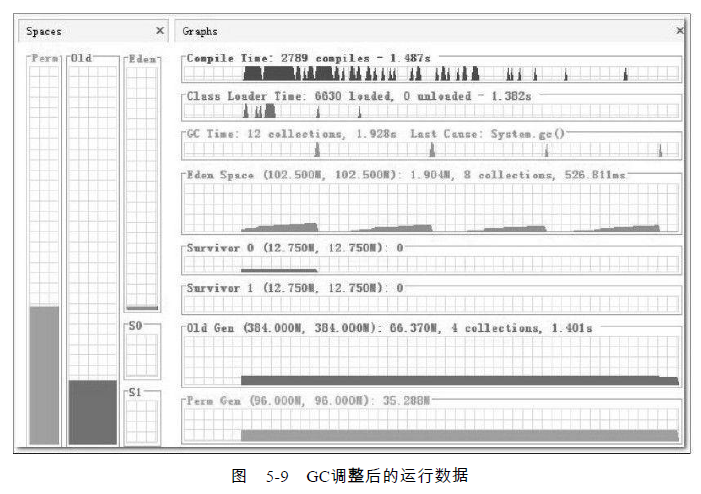 Spaces
Graphs
Perm
Old
Eden
S0
S1
Compile Time: 2789 compiles - 1.487s
Class Loader Time: 6630 loaded, 0 unloaded - 1.382s
GC Time: 12 collections, 1.928s Last Cause: System.gc()
Eden Space (102.500M, 102.500M): 1.904M, 8 collections, 526.811ms
Survivor 0 (12.750M, 12.750M): 0
Survivor 1 (12.750M, 12.750M): 0
Old Gen (384.000M, 384.000M): 66.370M, 4 collections, 1.401s
Perm Gen (96.000M, 96.000M): 35.288M
图 5-9 GC调整后的运行数据